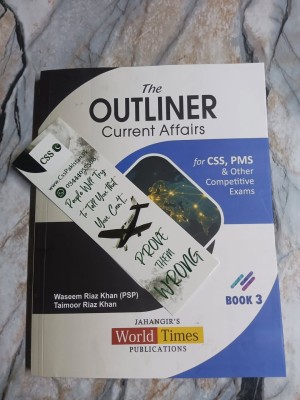 The
OUTLINER
Current Affairs
for CSS, PMS
& Other
Competitive
Exams
CSS
People Will Try
to Tell You that
You Can't
PROVE
THEM
WRONG
Waseem Riaz Khan (PSP)
Taimoor Riaz Khan
BOOK 3
JAHANGIR'S
World Times
PUBLICATIONS